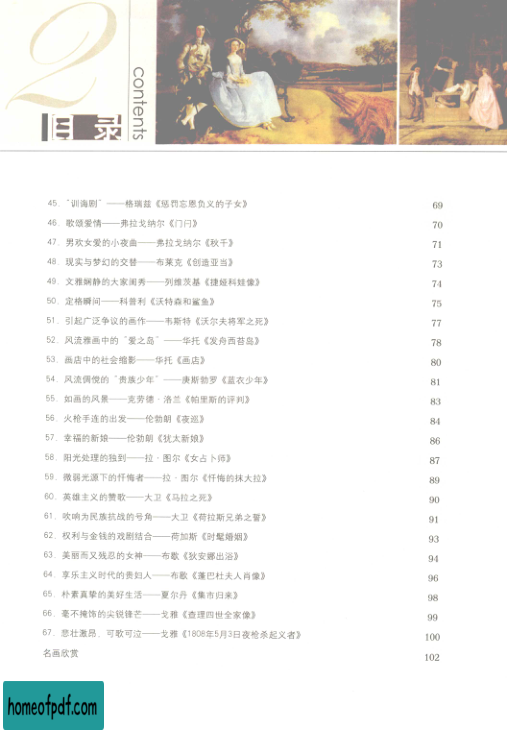 2
目录
contents
45．“训诲剧”——格瑞兹《惩罚忘恩负义的子女》 69
46．歌颂爱情——弗拉戈纳尔《门闩》 70
47．男欢女爱的小夜曲——弗拉戈纳尔《秋千》 71
48．现实与梦幻的交替——布莱克《创造亚当》 73
49．文雅娴静的大家闺秀——列维茨基《捷娅科娃像》 74
50．定格瞬间——科普利《沃特森和鲨鱼》 75
51．引起广泛争议的画作——韦斯特《沃尔夫将军之死》 77
52．风流雅画中的“爱之岛”——华托《发舟西苔岛》 78
53．画店中的社会缩影——华托《画店》 80
54．风流倜傥的“贵族少年”——庚斯勃罗《蓝衣少年》 81
55．如画的风景——克劳德·洛兰《帕里斯的评判》 83
56．火枪手连的出发——伦勃朗《夜巡》 84
57．幸福的新娘——伦勃朗《犹太新娘》 86
58．阳光处理的独到——拉·图尔《女占卜师》 87
59．微弱光源下的忏悔者——拉·图尔《忏悔的抹大拉》 89
60．英雄主义的赞歌——大卫《马拉之死》 90
61．吹响为民族抗战的号角——大卫《荷拉斯兄弟之誓》 91
62．权利与金钱的戏剧结合——荷加斯《时髦婚姻》 93
63．美丽而又残忍的女神——布歇《狄安娜出浴》 94
64．享乐主义时代的贵妇人——布歇《蓬巴杜夫人肖像》 96
65．朴素真挚的美好生活——夏尔丹《集市归来》 98
66．毫不掩饰的尖锐锋芒——戈雅《查理四世全家像》 99
67．悲壮激昂、可歌可泣——戈雅《1808年5月3日夜枪杀起义者》 100
名画欣赏 102
homeofpdf.com